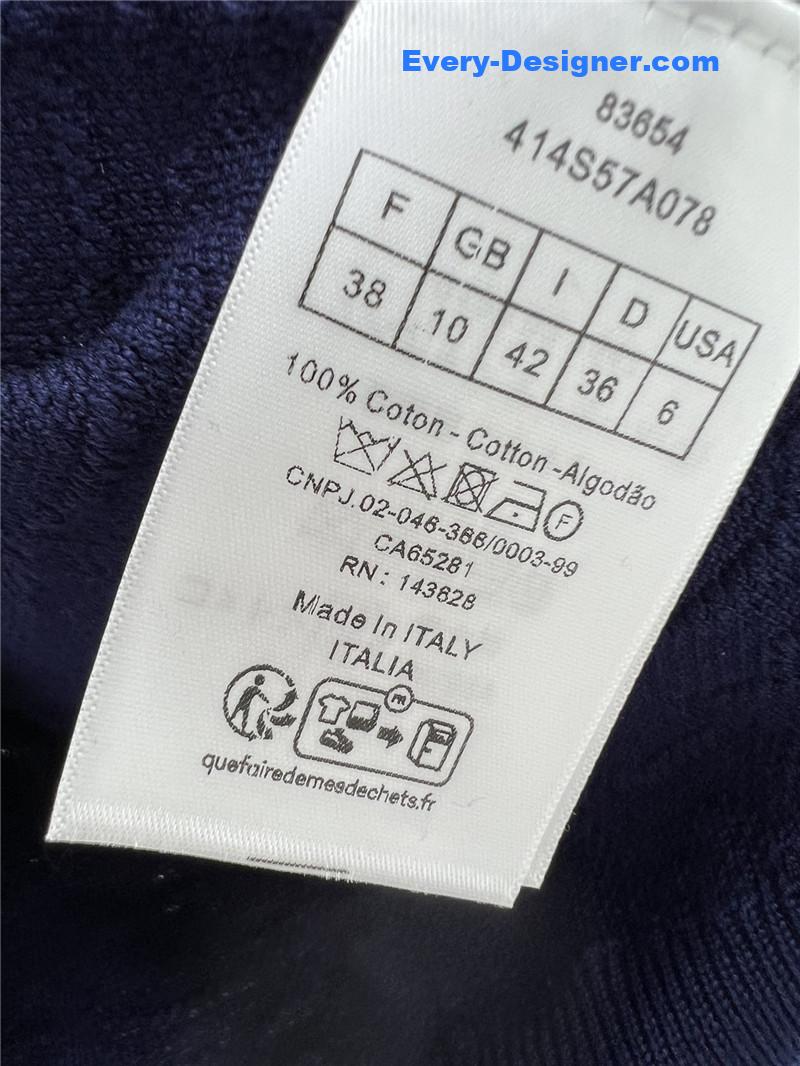 Every-Designer.com
83654
414S57A078
F GB I D USA
38 10 42 36 6
100% Coton - Cotton - Algodão
F
CNPJ.02-046-366/0003-99
CA65281
RN: 143628
Made In ITALY
ITALIA
FR
quefairedemesdechets.fr